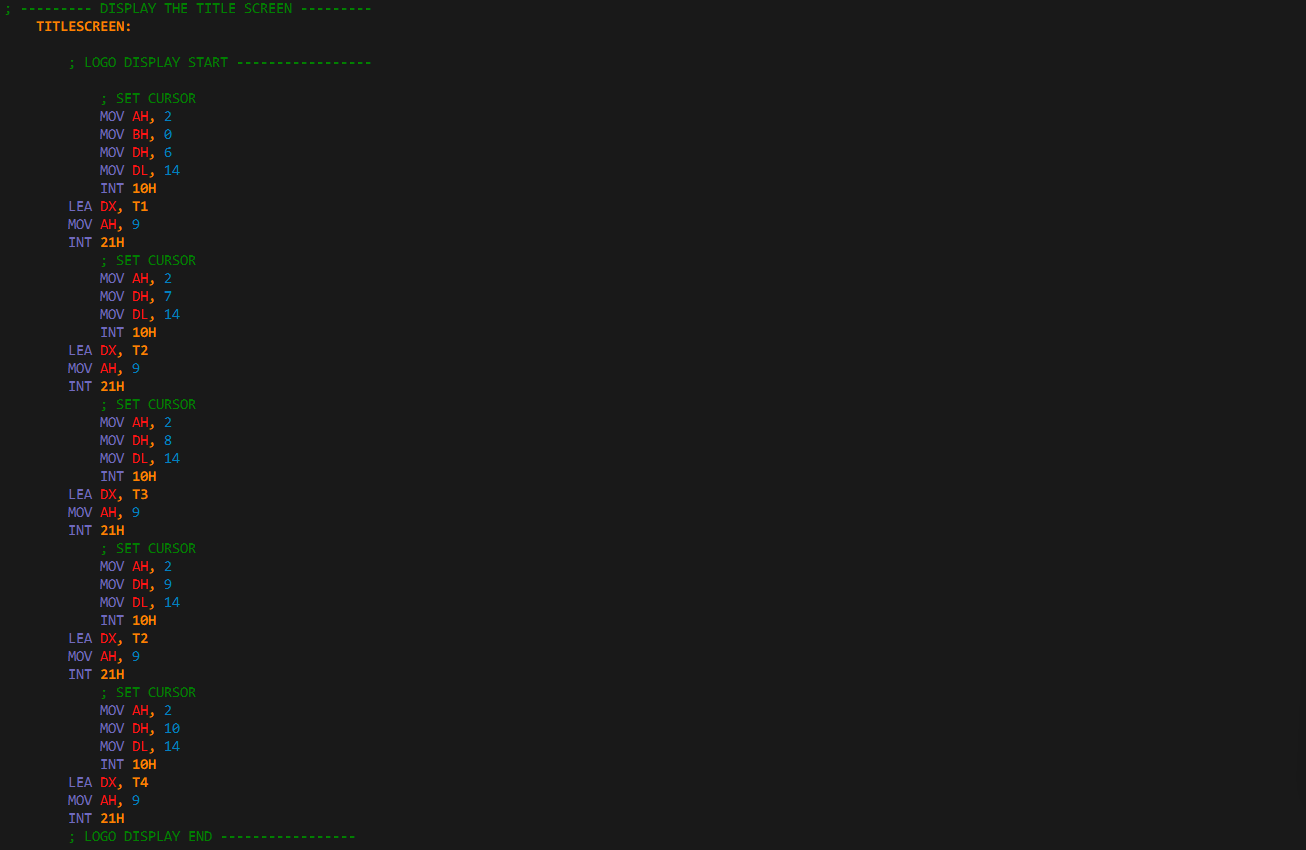 ; --------- DISPLAY THE TITLE SCREEN ---------
TITLESCREEN:
; LOGO DISPLAY START -----------------
; SET CURSOR
MOV AH, 2
MOV BH, 0
MOV DH, 6
MOV DL, 14
INT 10H
LEA DX, T1
MOV AH, 9
INT 21H
; SET CURSOR
MOV AH, 2
MOV DH, 7
MOV DL, 14
INT 10H
LEA DX, T2
MOV AH, 9
INT 21H
; SET CURSOR
MOV AH, 2
MOV DH, 8
MOV DL, 14
INT 10H
LEA DX, T3
MOV AH, 9
INT 21H
; SET CURSOR
MOV AH, 2
MOV DH, 9
MOV DL, 14
INT 10H
LEA DX, T2
MOV AH, 9
INT 21H
; SET CURSOR
MOV AH, 2
MOV DH, 10
MOV DL, 14
INT 10H
LEA DX, T4
MOV AH, 9
INT 21H
; LOGO DISPLAY END -----------------